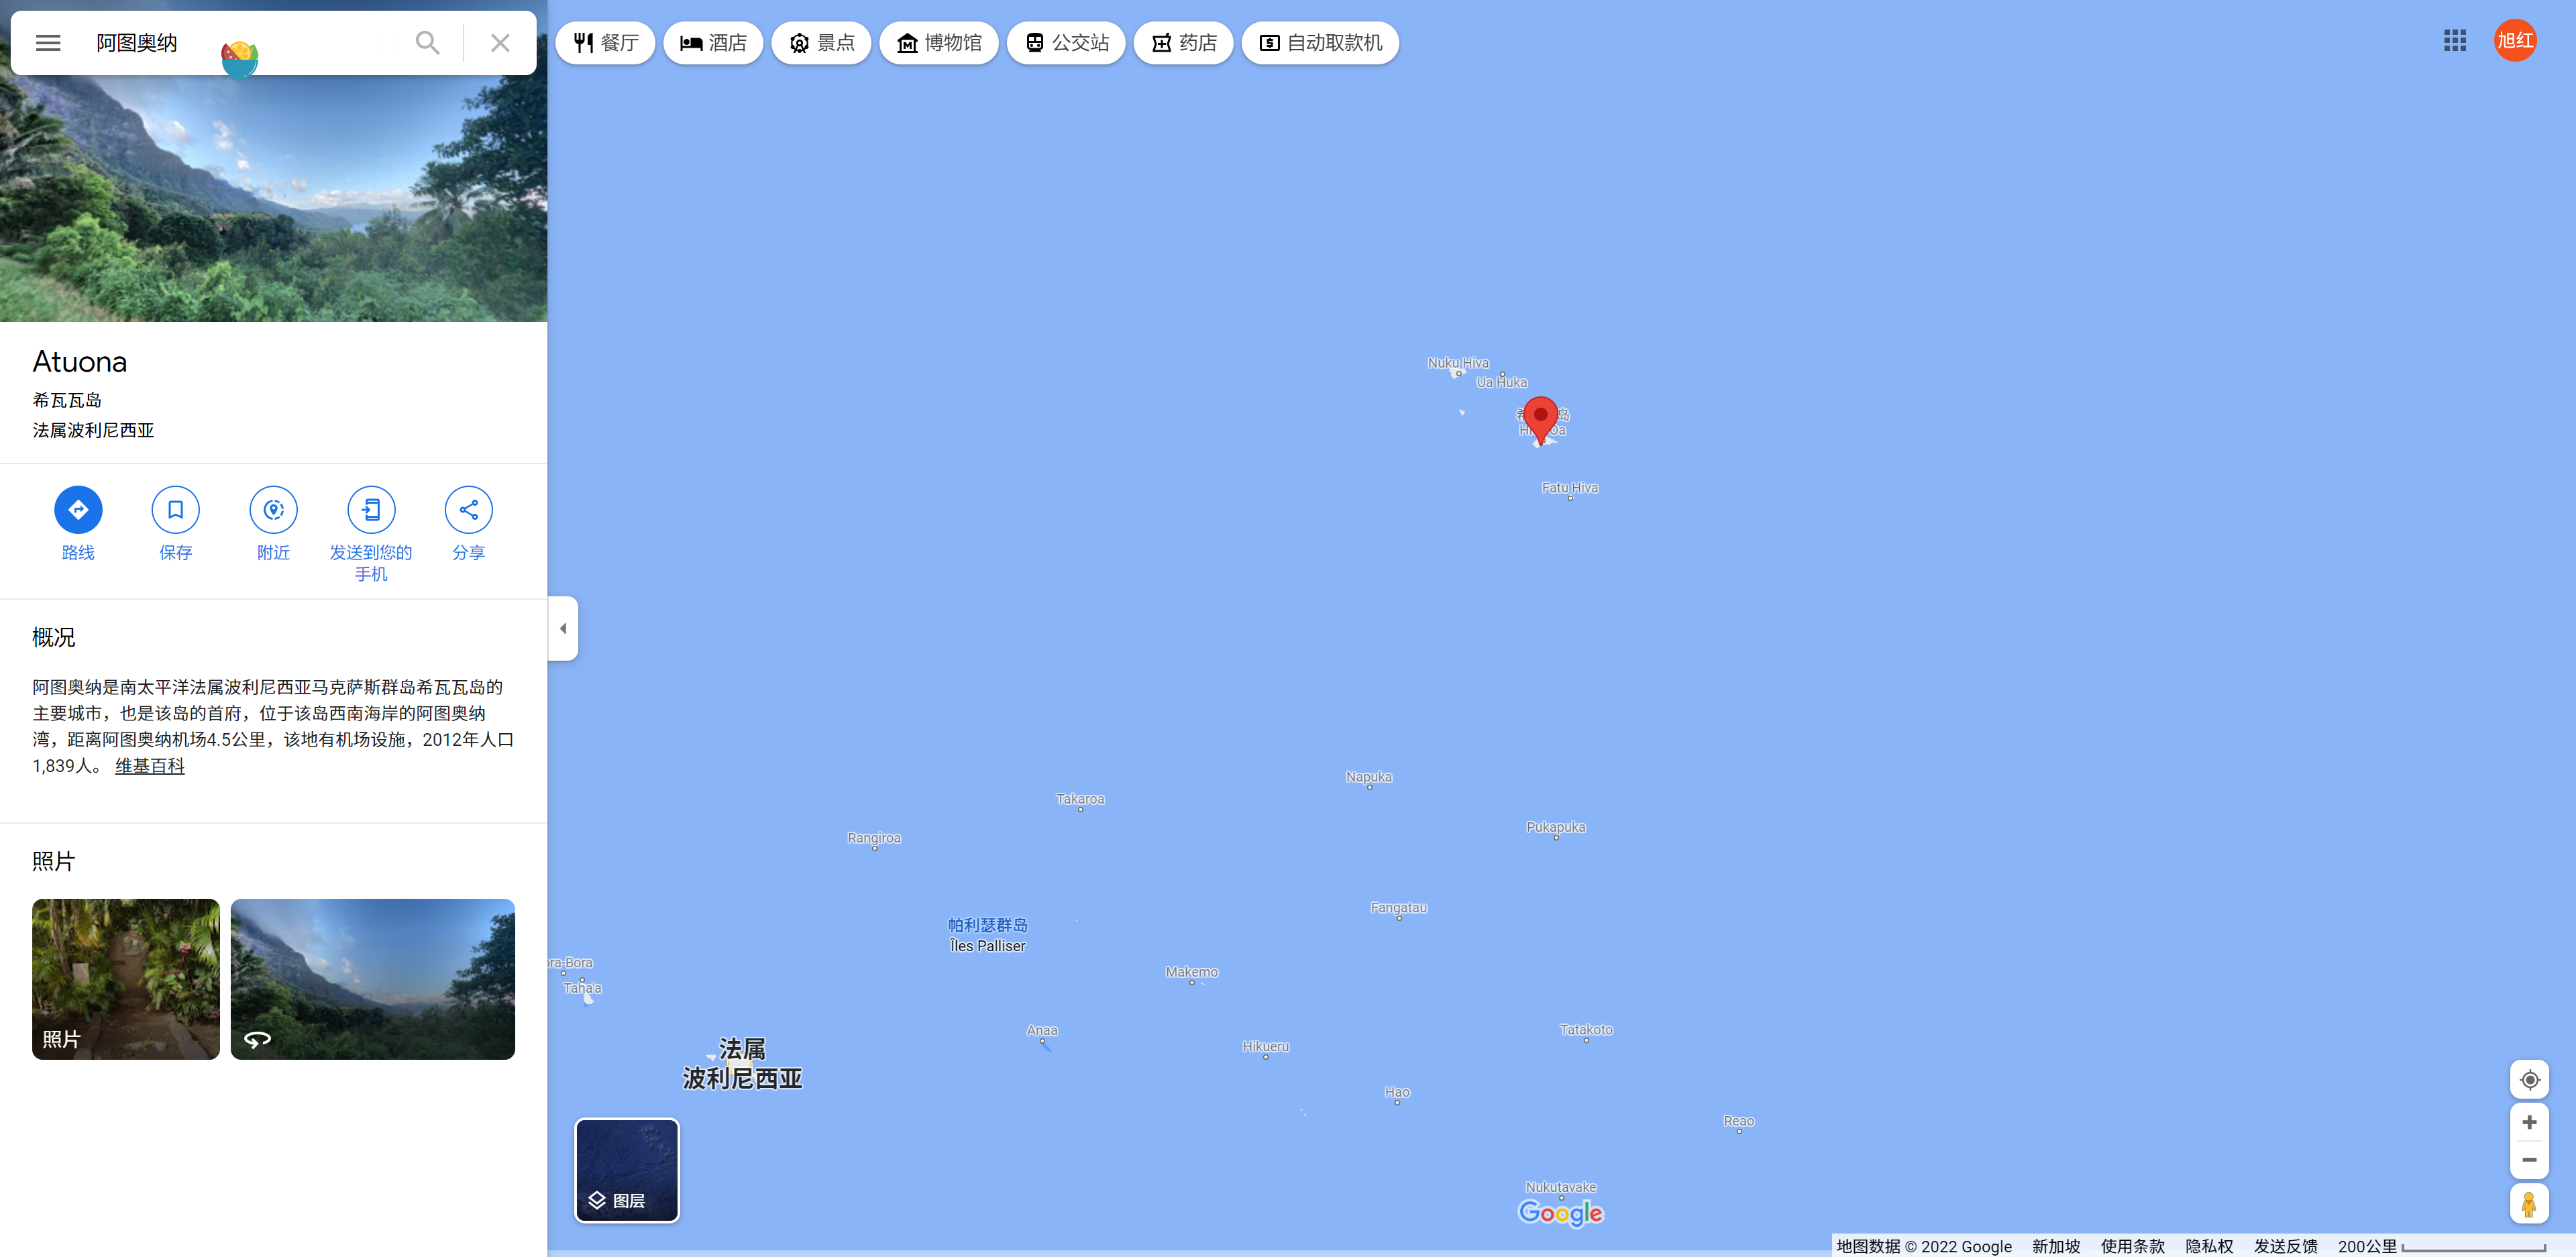 阿图奥纳
餐厅
酒店
景点
博物馆
公交站
药店
自动取款机
旭红
Atuona
希瓦瓦岛
法属波利尼西亚
路线
保存
附近
发送到您的
手机
分享
概况
阿图奥纳是南太平洋法属波利尼西亚马克萨斯群岛希瓦瓦岛的
主要城市，也是该岛的首府，位于该岛西南海岸的阿图奥纳
湾，距离阿图奥纳机场4.5公里，该地有机场设施，2012年人口
1,839人。 维基百科
照片
照片
Nuku Hiva
Ua Huka
Fatu Hiva
Napuka
Takaroa
Pukapuka
Rangiroa
Fangatau
帕利瑟群岛
Îles Palliser
Makemo
Taha'a
Anaa
Tatakoto
Hikueru
法属
波利尼西亚
Hao
Reao
Nukutavake
图层
Google
地图数据 © 2022 Google 新加坡 使用条款 隐私权 发送反馈 200公里